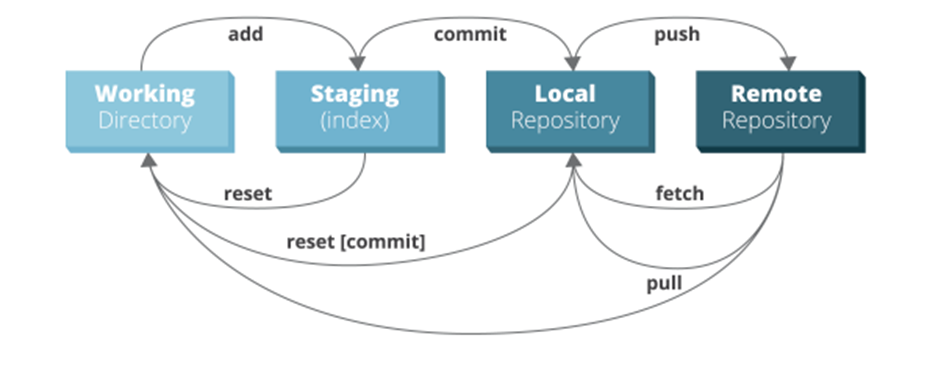 add
commit
push
Working
Directory
Staging
(index)
Local
Repository
Remote
Repository
reset
fetch
reset [commit]
pull